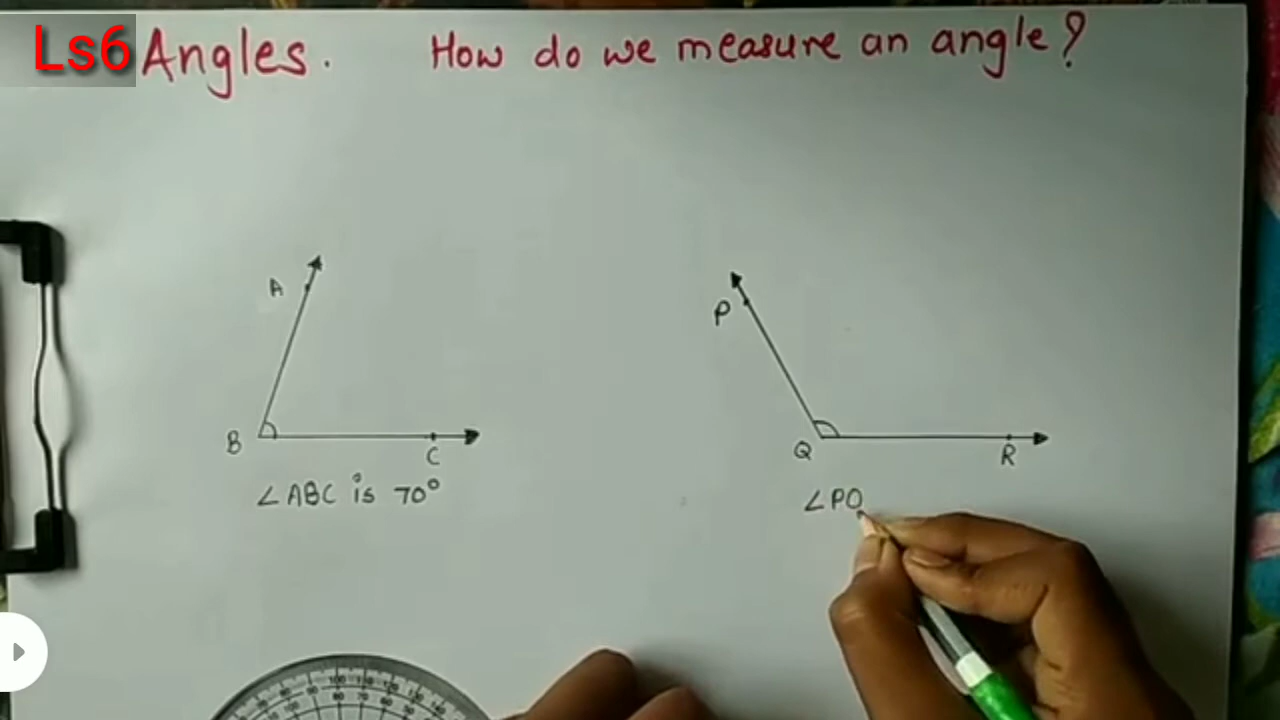 Ls6 Angles. How do we measure an angle?
A
P
B
C
Q
R
∠ABC is 70°
∠PQ